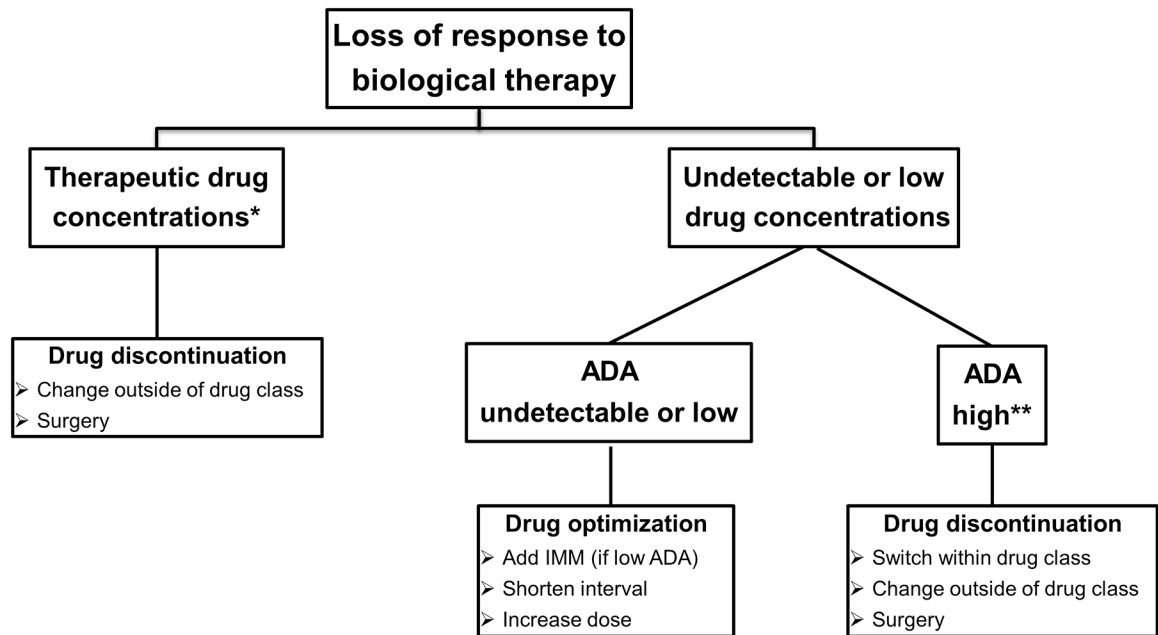 Loss of response to
biological therapy
Therapeutic drug
concentrations*
Undetectable or low
drug concentrations
Drug discontinuation
➢ Change outside of drug class
➢ Surgery
ADA
undetectable or low
ADA
high**
Drug optimization
➢ Add IMM (if low ADA)
➢ Shorten interval
➢ Increase dose
Drug discontinuation
➢ Switch within drug class
➢ Change outside of drug class
➢ Surgery